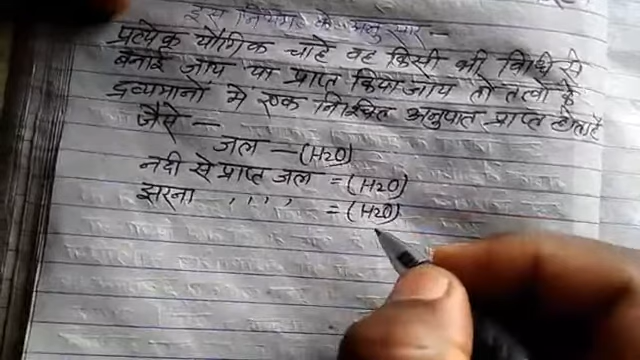 इस नियम के अनुसार -
प्रत्येक यौगिक चाहे वह किसी भी विधि से
बनाई जाय या प्राप्त किया जाय तो तत्वो के
द्रव्यमानो मे एक निश्चित अनुपात प्राप्त होता है
जैसे -
जल - (H2O)
नदी से प्राप्त जल = (H2O)
झरना , , , , = (H2O)